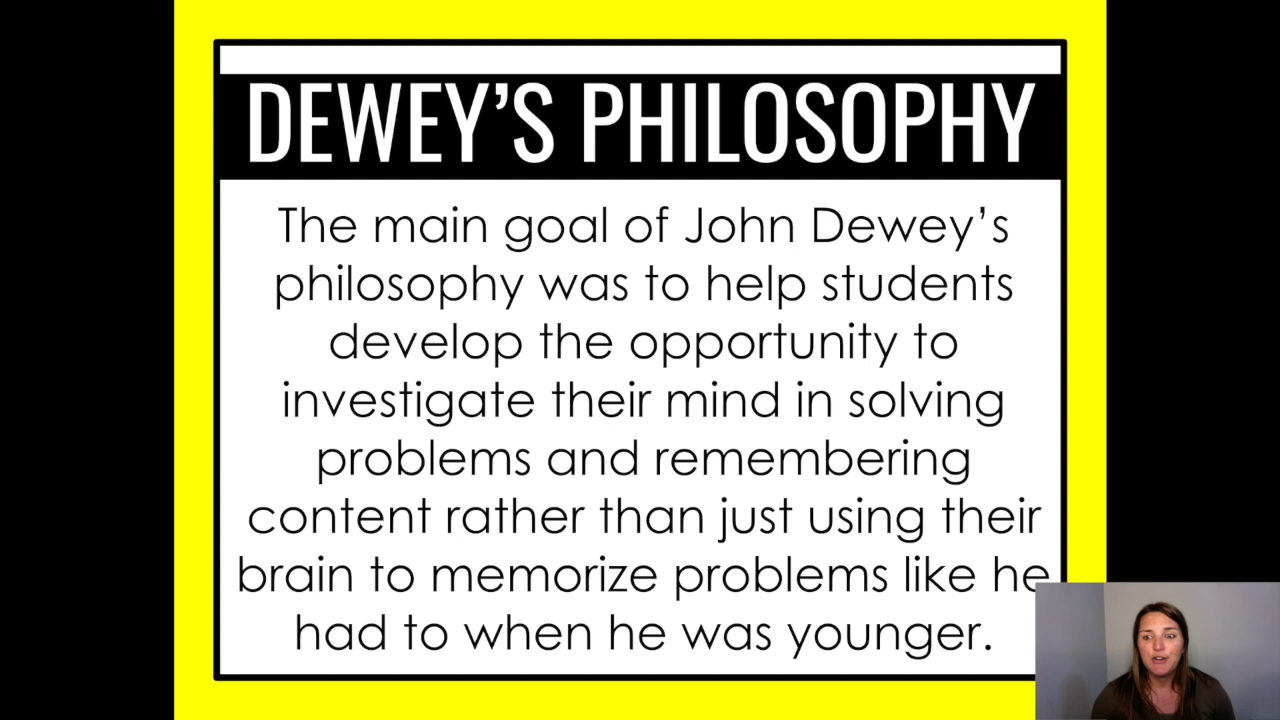 DEWEY'S PHILOSOPHY
The main goal of John Dewey's
philosophy was to help students
develop the opportunity to
investigate their mind in solving
problems and remembering
content rather than just using their
brain to memorize problems like he
had to when he was younger.